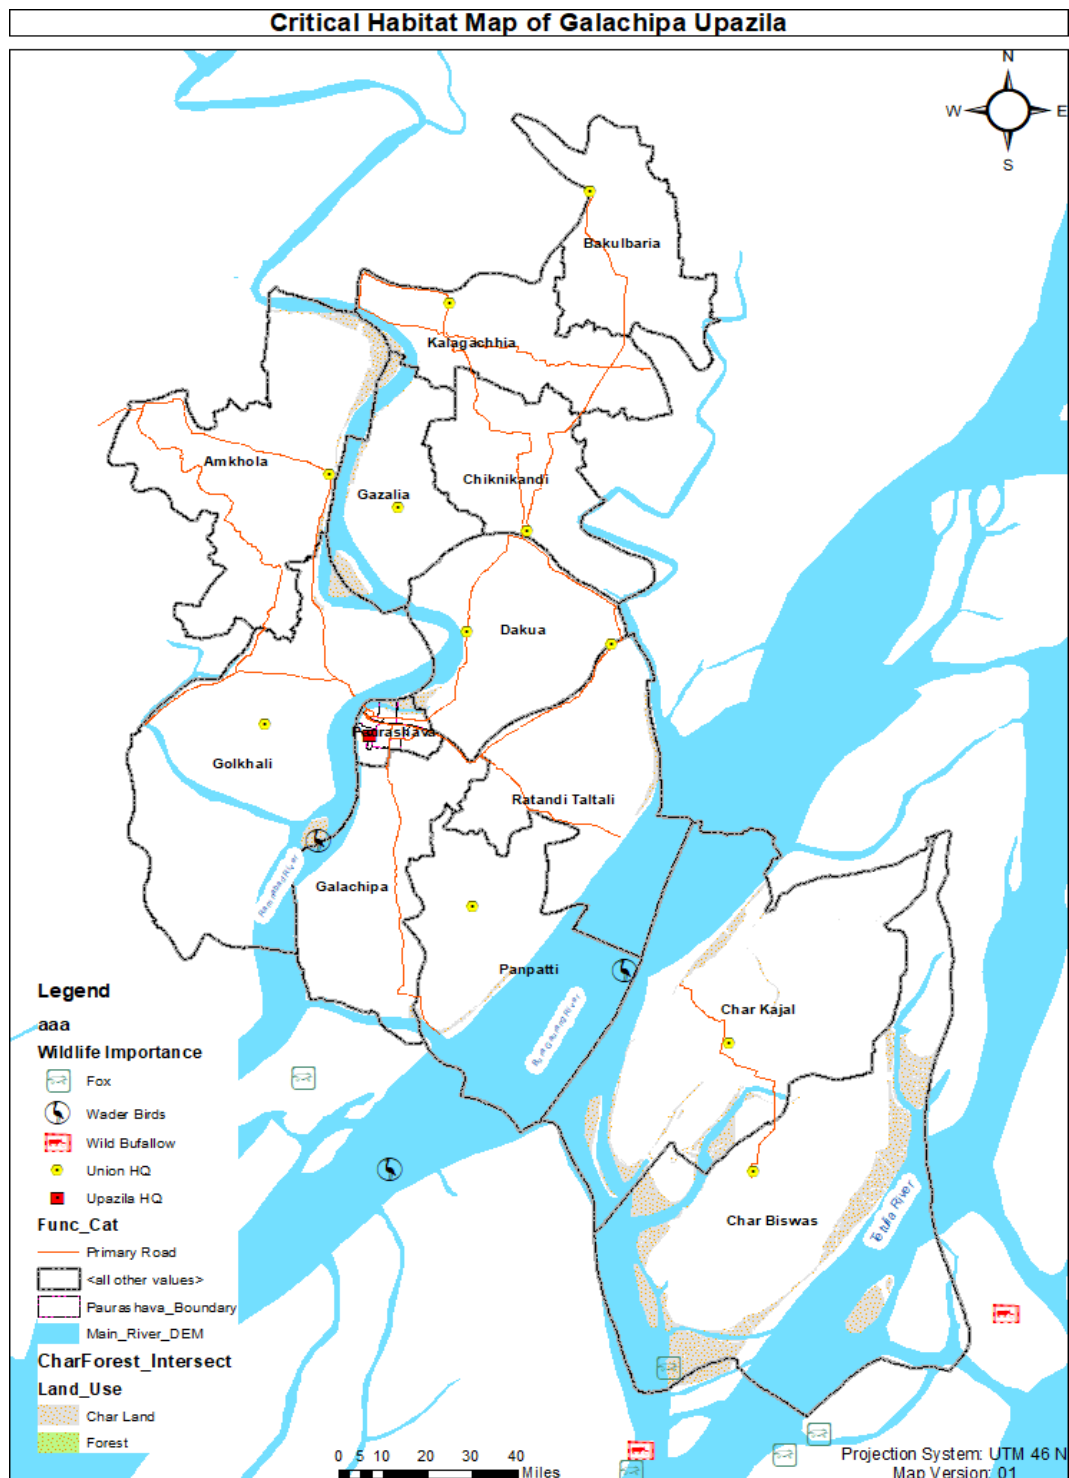 Critical Habitat Map of Galachipa Upazila
N
W E
S
Bakulbaria
Kalagachhia
Amkhola
Chiknikandi
Gazalia
Dakua
Paurashava
Golkhali
Ratandi Taltali
Galachipa
Panpatti
Char Kajal
Char Biswas
Tetulia River
Legend
aaa
Wildlife Importance
Fox
Wader Birds
Wild Bufallow
Union HQ
Upazila HQ
Func_Cat
Primary Road
<all other values>
Paurashava_Boundary
Main_River_DEM
CharForest_Intersect
Land_Use
Char Land
Forest
0 5 10 20 30 40
Miles
Projection System: UTM 46 N
Map Version: 01